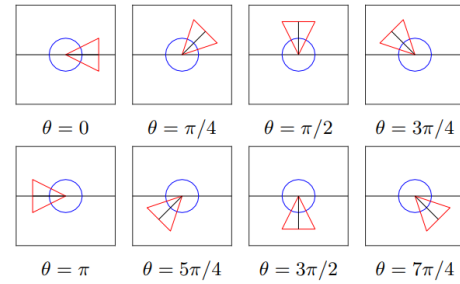 θ = 0 θ = π/4 θ = π/2 θ = 3π/4
θ = π θ = 5π/4 θ = 3π/2 θ = 7π/4